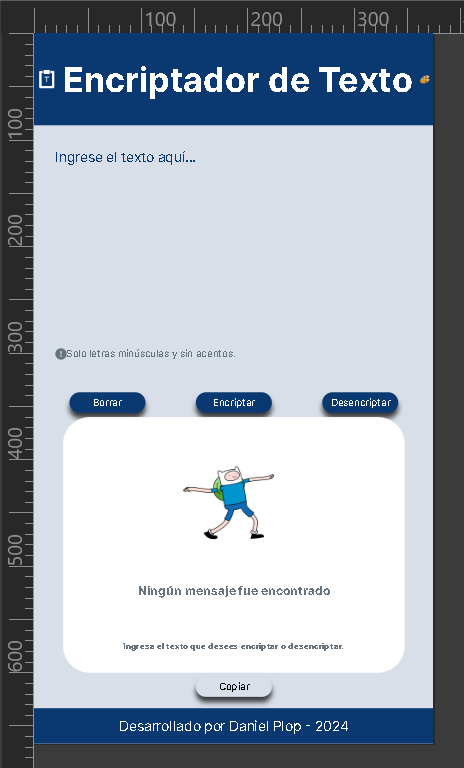 100 200 300
100
200
300
400
500
600
T Encriptador de Texto
Ingrese el texto aquí...
! Solo letras minúsculas y sin acentos.
Borrar Encriptar Desencriptar
Ningún mensaje fue encontrado
Ingresa el texto que desees encriptar o desencriptar.
Copiar
Desarrollado por Daniel Plop - 2024